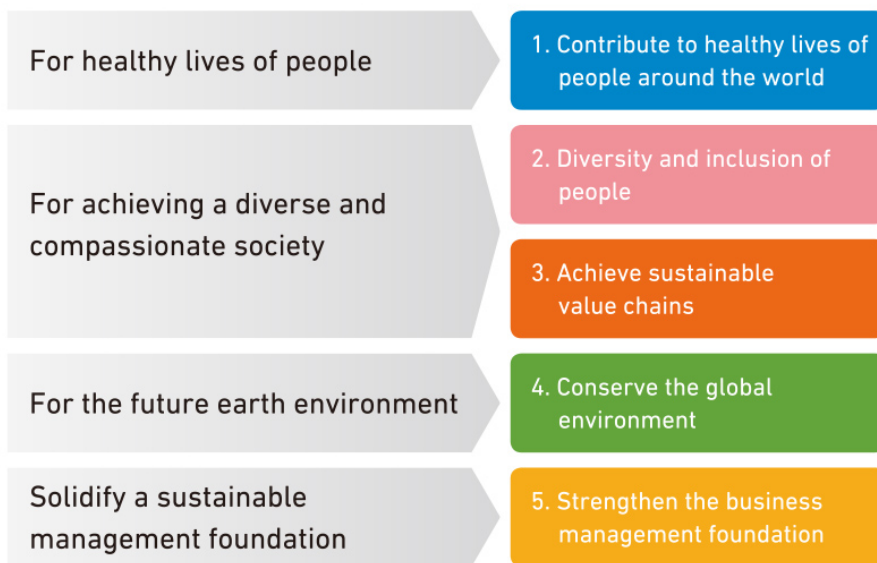 For healthy lives of people
1. Contribute to healthy lives of
people around the world
For achieving a diverse and
compassionate society
2. Diversity and inclusion of
people
3. Achieve sustainable
value chains
For the future earth environment
4. Conserve the global
environment
Solidify a sustainable
management foundation
5. Strengthen the business
management foundation